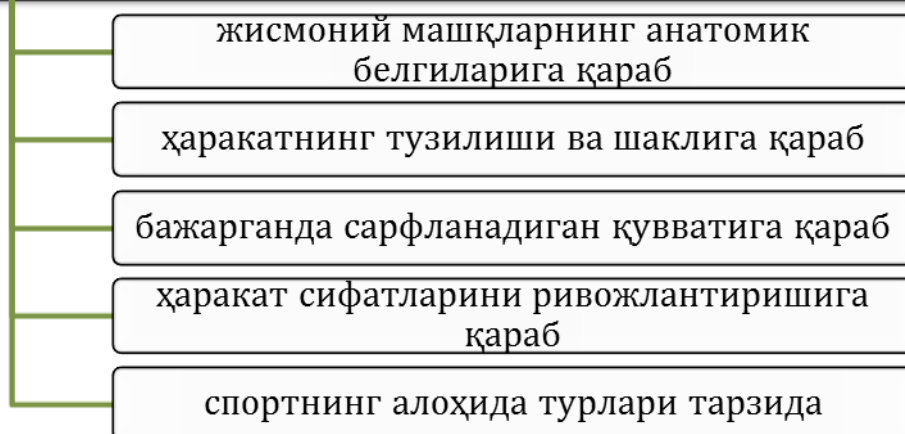 жисмоний машқларнинг анатомик
белгиларига қараб
ҳаракатнинг тузилиши ва шаклига қараб
бажарганда сарфланадиган қувватига қараб
ҳаракат сифатларини ривожлантиришига
қараб
спортнинг алоҳида турлари тарзида